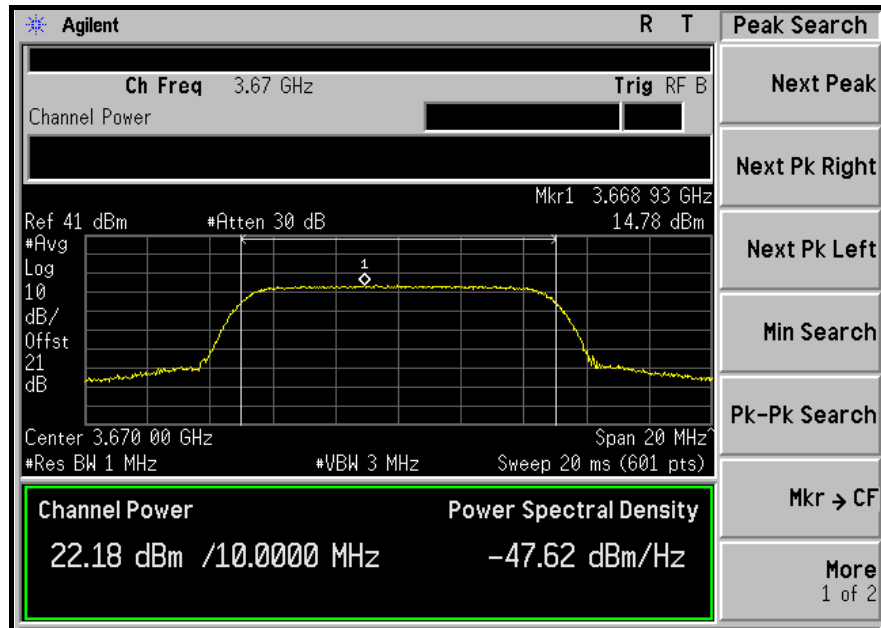 Agilent R T Peak Search
Ch Freq 3.67 GHz Trig RF B
Channel Power
Mkr1 3.668 93 GHz
Ref 41 dBm #Atten 30 dB 14.78 dBm
#Avg
Log
10
dB/
Offst
21
dB
1
Center 3.670 00 GHz Span 20 MHz^
#Res BW 1 MHz #VBW 3 MHz Sweep 20 ms (601 pts)
Channel Power Power Spectral Density
22.18 dBm /10.0000 MHz -47.62 dBm/Hz
Next Peak
Next Pk Right
Next Pk Left
Min Search
Pk-Pk Search
Mkr → CF
More
1 of 2